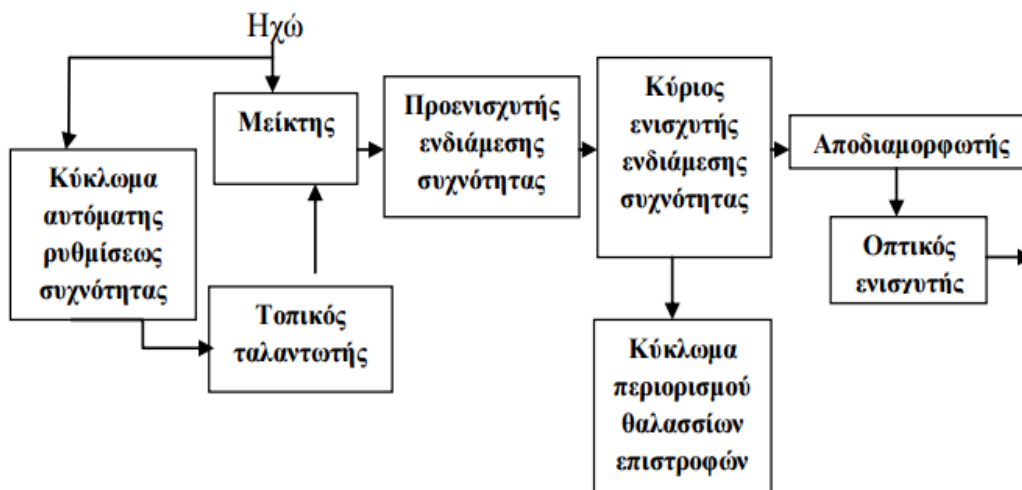 Ηχώ
Μείκτης
Προενισχυτής
ενδιάμεσης
συχνότητας
Κύριος
ενισχυτής
ενδιάμεσης
συχνότητας
Αποδιαμορφωτής
Κύκλωμα
αυτόματης
ρυθμίσεως
συχνότητας
Τοπικός
ταλαντωτής
Οπτικός
ενισχυτής
Κύκλωμα
περιορισμού
θαλασσίων
επιστροφών